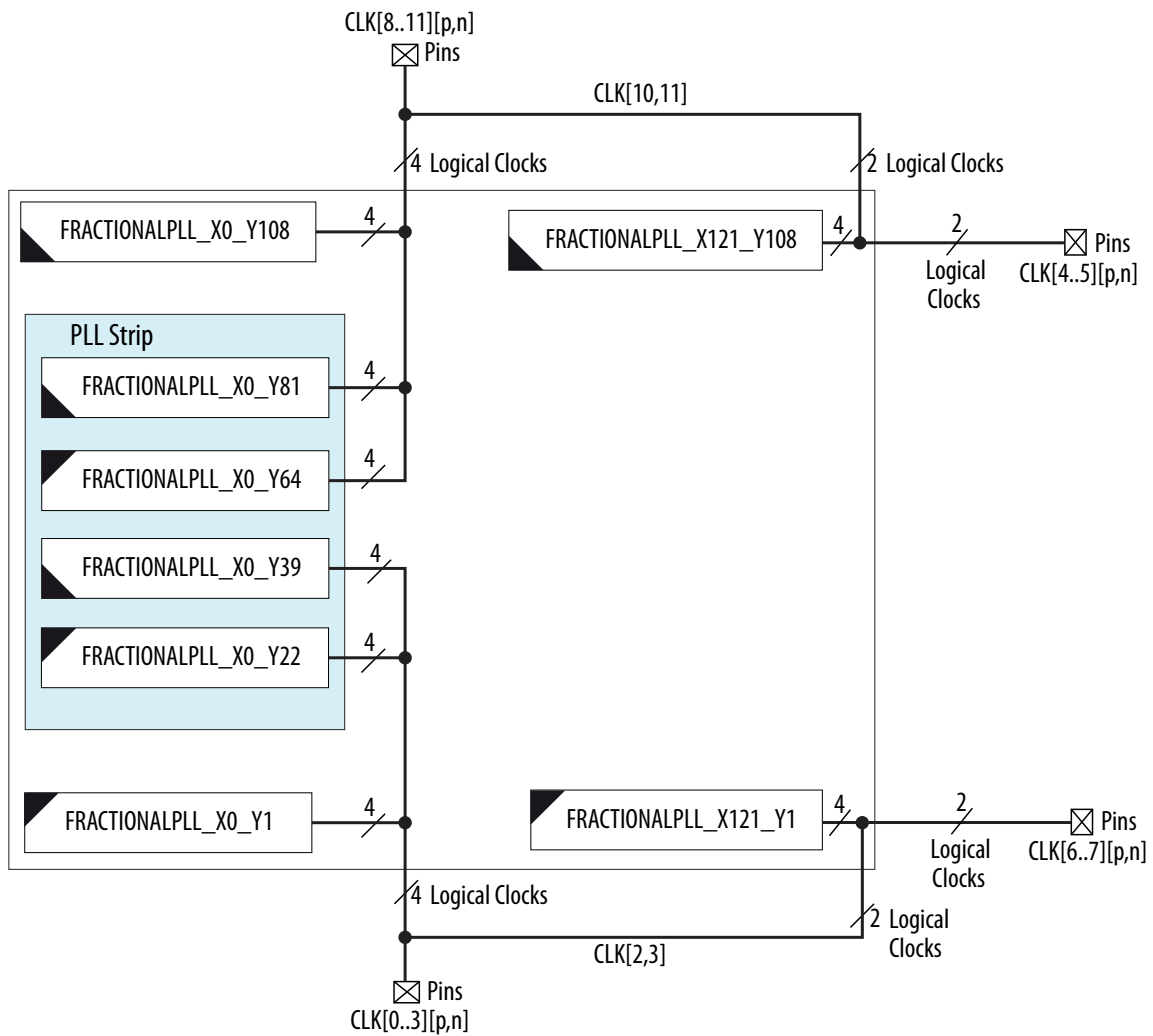 CLK[8..11][p,n]
Pins
CLK[10,11]
4 Logical Clocks
2 Logical Clocks
FRACTIONALPLL_X0_Y108
4
FRACTIONALPLL_X121_Y108
4
2
Logical
Clocks
Pins
CLK[4..5][p,n]
PLL Strip
FRACTIONALPLL_X0_Y81
4
FRACTIONALPLL_X0_Y64
4
FRACTIONALPLL_X0_Y39
4
FRACTIONALPLL_X0_Y22
4
FRACTIONALPLL_X0_Y1
4
FRACTIONALPLL_X121_Y1
4
2
Logical
Clocks
Pins
CLK[6..7][p,n]
4 Logical Clocks
2 Logical
Clocks
CLK[2,3]
Pins
CLK[0..3][p,n]